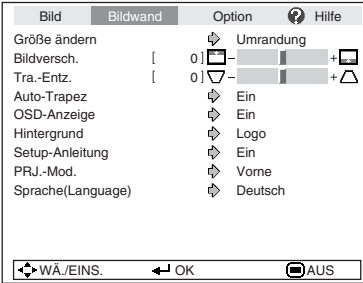 Bild Bildwand Option ? Hilfe
Größe ändern Umrandung
Bildversch. [ 0 ] – +
Tra.-Entz. [ 0 ] – +
Auto-Trapez Ein
OSD-Anzeige Ein
Hintergrund Logo
Setup-Anleitung Ein
PRJ.-Mod. Vorne
Sprache(Language) Deutsch
WÄ./EINS. OK AUS